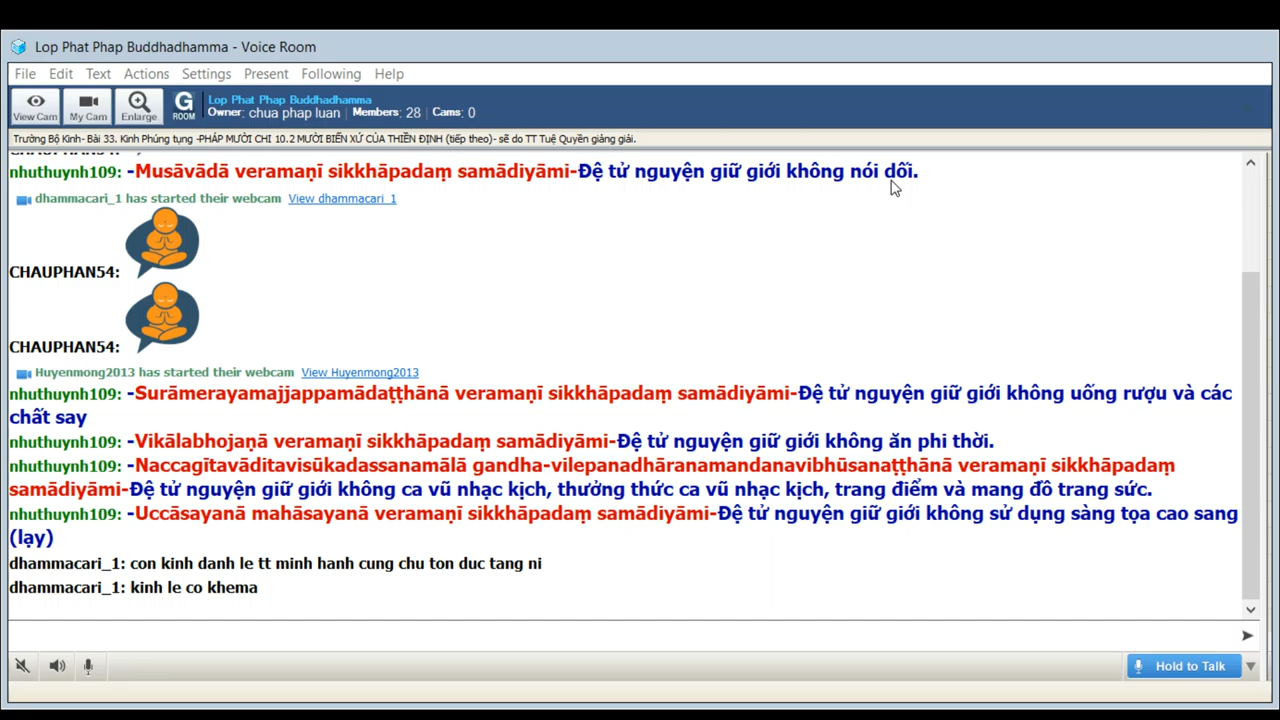 Lop Phat Phap Buddhadhamma - Voice Room
File Edit Text Actions Settings Present Following Help
View Cam My Cam Enlarge G ROOM Lop Phat Phap Buddhadhamma
Owner: chua phap luan Members: 28 Cams: 0
Trường Bộ Kinh- Bài 33. Kinh Phúng tụng -PHÁP MƯỜI CHI 10.2 MƯỜI BIẾN XỨ CỦA THIỀN ĐỊNH (tiếp theo)- sẽ do TT Tuệ Quyền giảng giải.
nhuthuynh109: -Musāvādā veramaṇī sikkhāpadaṃ samādiyāmi-Đệ tử nguyện giữ giới không nói dối.
dhammacari_1 has started their webcam View dhammacari_1
CHAUPHAN54:
CHAUPHAN54:
Huyenmong2013 has started their webcam View Huyenmong2013
nhuthuynh109: -Surāmerayamajjappamādaṭṭhānā veramaṇī sikkhāpadaṃ samādiyāmi-Đệ tử nguyện giữ giới không uống rượu và các
chất say
nhuthuynh109: -Vikālabhojaṇā veramaṇī sikkhāpadaṃ samādiyāmi-Đệ tử nguyện giữ giới không ăn phi thời.
nhuthuynh109: -Naccagītavāditavisūkadassanamālā gandha-vilepanadhāranamandanavibhūsanaṭṭhānā veramaṇī sikkhāpadaṃ
samādiyāmi-Đệ tử nguyện giữ giới không ca vũ nhạc kịch, thưởng thức ca vũ nhạc kịch, trang điểm và mang đồ trang sức.
nhuthuynh109: -Uccāsayanā mahāsayanā veramaṇī sikkhāpadaṃ samādiyāmi-Đệ tử nguyện giữ giới không sử dụng sàng tọa cao sang
(lạy)
dhammacari_1: con kinh danh le tt minh hanh cung chu ton duc tang ni
dhammacari_1: kinh le co khema
Hold to Talk